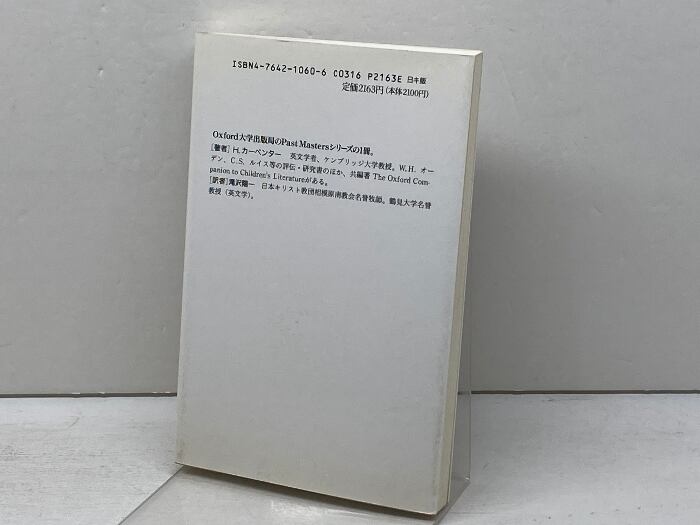 ISBN4-7642-1060-6 C0316 P2163E 日キ販
定価2163円(本体2100円)
Oxford大学出版局のPast Mastersシリーズの1冊。
[著者] H.カーペンター 英文学者、ケンブリッジ大学教授。W.H. オー
デン、C.S. ルイス等の評伝・研究書のほか、共編著 The Oxford Com-
panion to Children's Literatureがある。
[訳者] 滝沢陽一 日本キリスト教団相模原南教会名誉牧師。鶴見大学名誉
教授(英文学)。